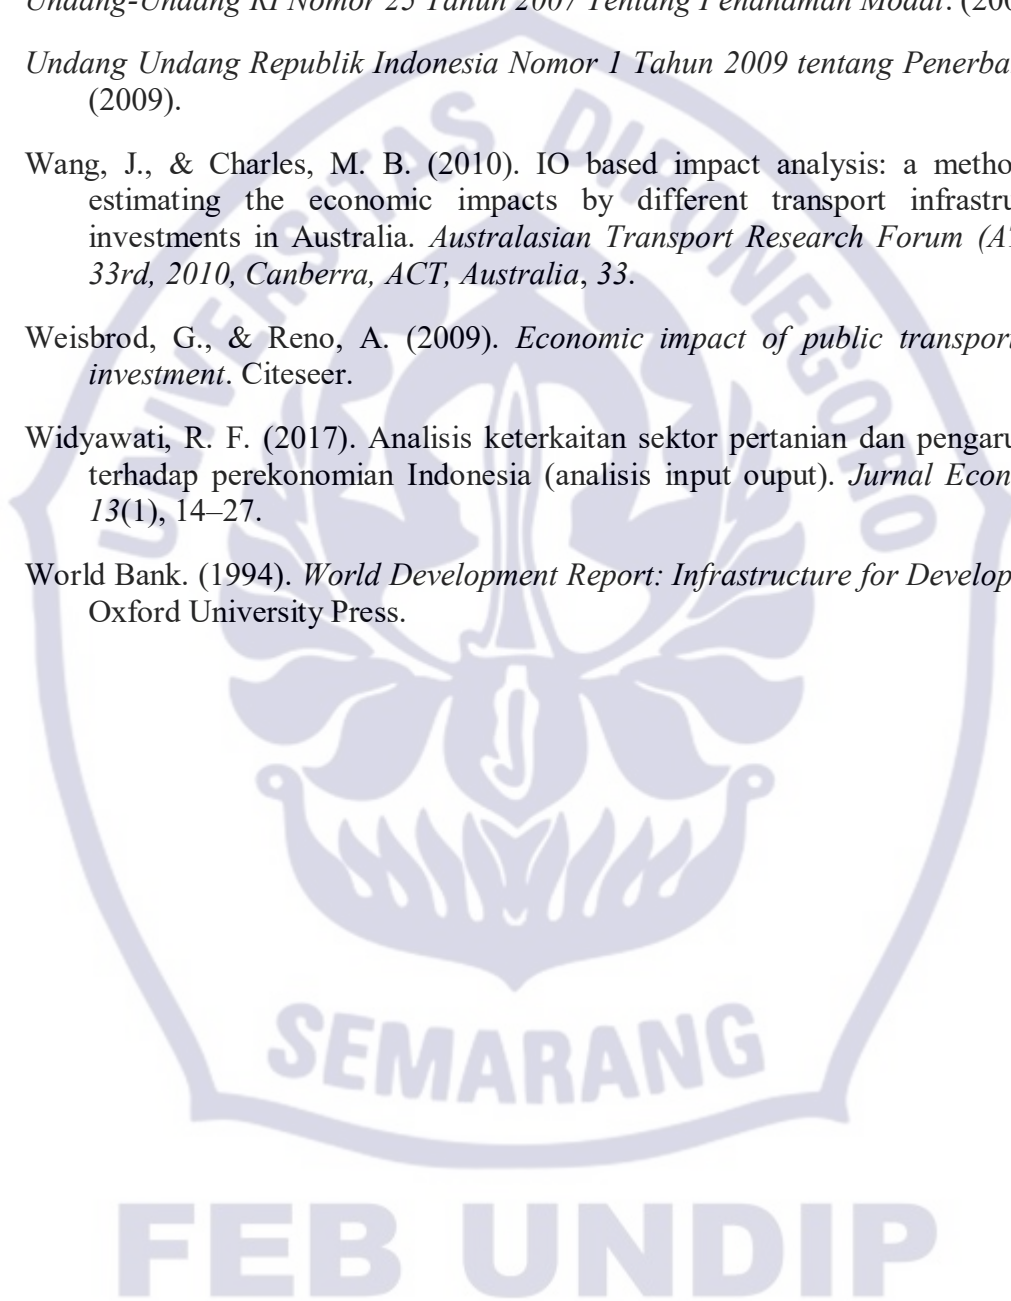 Undang-Undang RI Nomor 25 Tahun 2007 Tentang Penanaman Modal. (200
Undang Undang Republik Indonesia Nomor 1 Tahun 2009 tentang Penerba
(2009).
Wang, J., & Charles, M. B. (2010). IO based impact analysis: a metho
estimating the economic impacts by different transport infrastru
investments in Australia. Australasian Transport Research Forum (AT
33rd, 2010, Canberra, ACT, Australia, 33.
Weisbrod, G., & Reno, A. (2009). Economic impact of public transport
investment. Citeseer.
Widyawati, R. F. (2017). Analisis keterkaitan sektor pertanian dan pengaru
terhadap perekonomian Indonesia (analisis input ouput). Jurnal Econ
13(1), 14–27.
World Bank. (1994). World Development Report: Infrastructure for Develop
Oxford University Press.
UNIVERSITAS DIPONEGORO
SEMARANG
FEB UNDIP